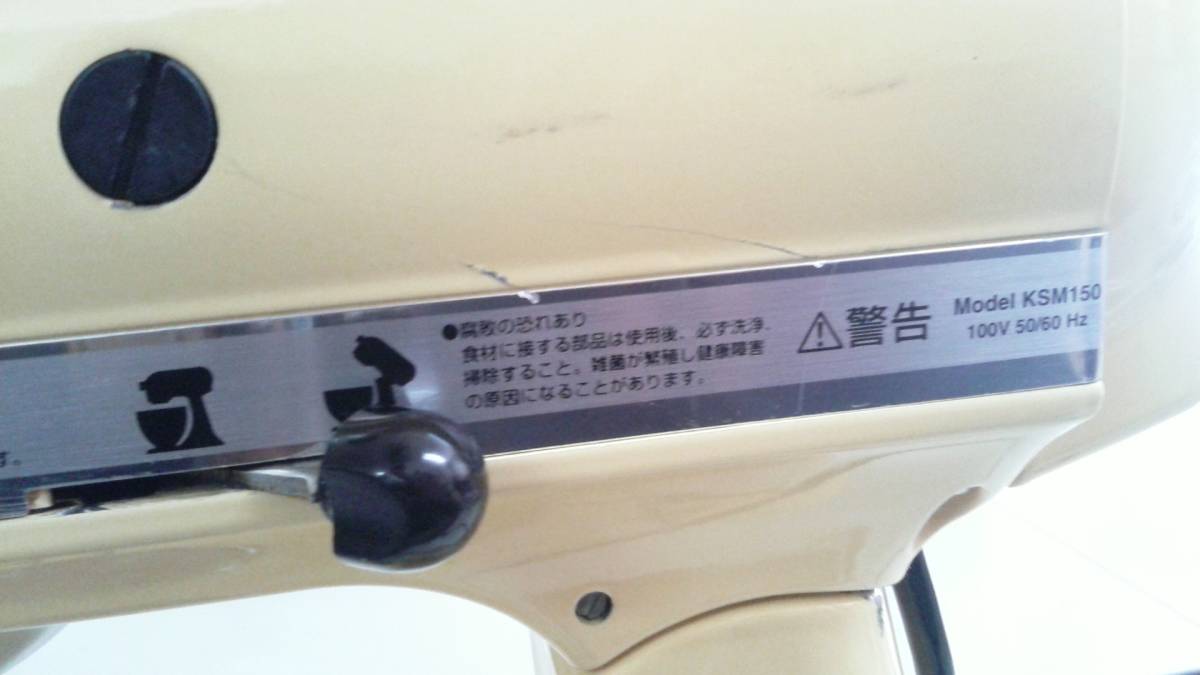 す。
●腐敗の恐れあり
食材に接する部品は使用後、必ず洗浄、
掃除すること。雑菌が繁殖し健康障害
の原因になることがあります。
⚠警告
Model KSM150
100V 50/60 Hz